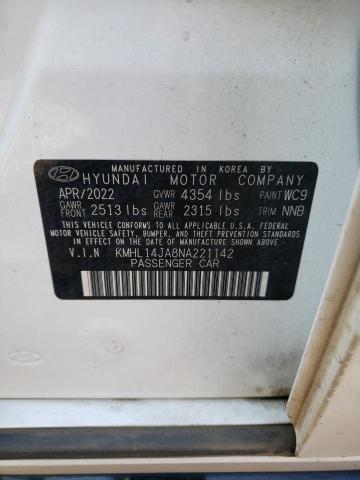 MANUFACTURED IN KOREA BY
HYUNDAI MOTOR COMPANY
APR/2022 GVWR 4354 lbs PAINT WC9
GAWR FRONT 2513 lbs GAWR REAR 2315 lbs TRIM NNB
THIS VEHICLE CONFORMS TO ALL APPLICABLE U.S.A. FEDERAL
MOTOR VEHICLE SAFETY, BUMPER, AND THEFT PREVENTION
STANDARDS IN EFFECT ON THE DATE OF MANUFACTURE SHOWN ABOVE.
V.I.N KMHL14JA8NA221142
PASSENGER CAR